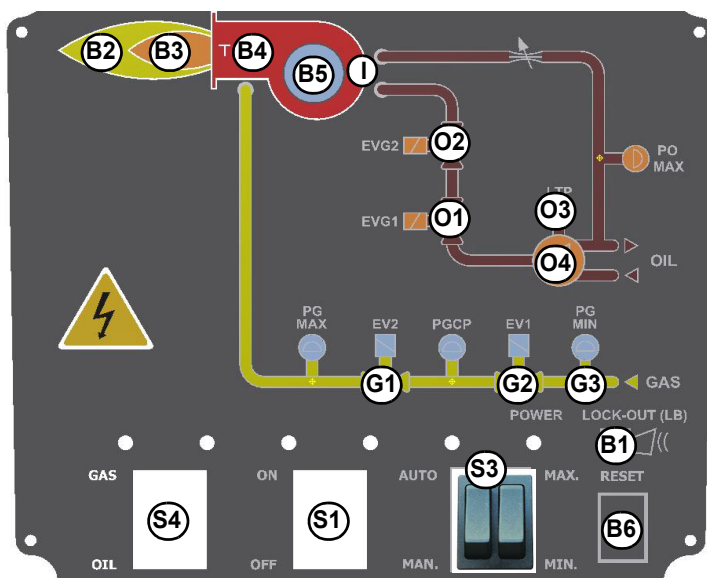 B2
B3
T
B4
B5
I
EVG2
O2
PO
MAX
LTP
O3
EVG1
O1
O4
OIL
PG
MAX
EV2
PGCP
EV1
PG
MIN
G1
G2
G3
GAS
POWER
LOCK-OUT (LB)
B1
GAS
ON
AUTO
S3
MAX.
RESET
S4
S1
B6
OIL
OFF
MAN.
MIN.